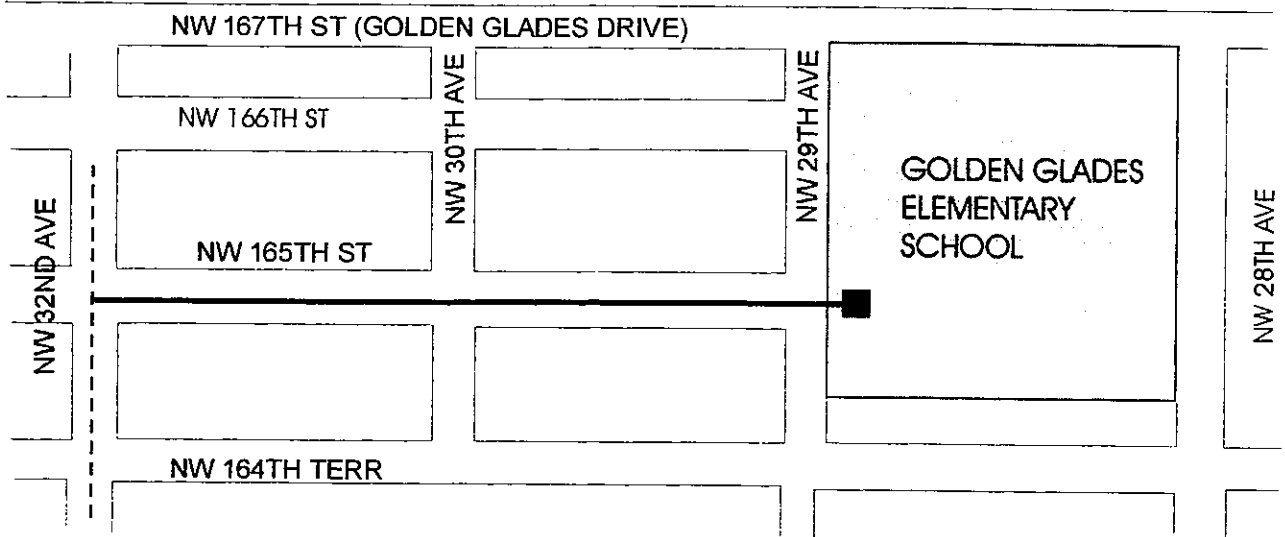 NW 167TH ST (GOLDEN GLADES DRIVE)
NW 166TH ST
NW 30TH AVE
NW 29TH AVE
GOLDEN GLADES
ELEMENTARY
SCHOOL
NW 32ND AVE
NW 165TH ST
NW 28TH AVE
NW 164TH TERR